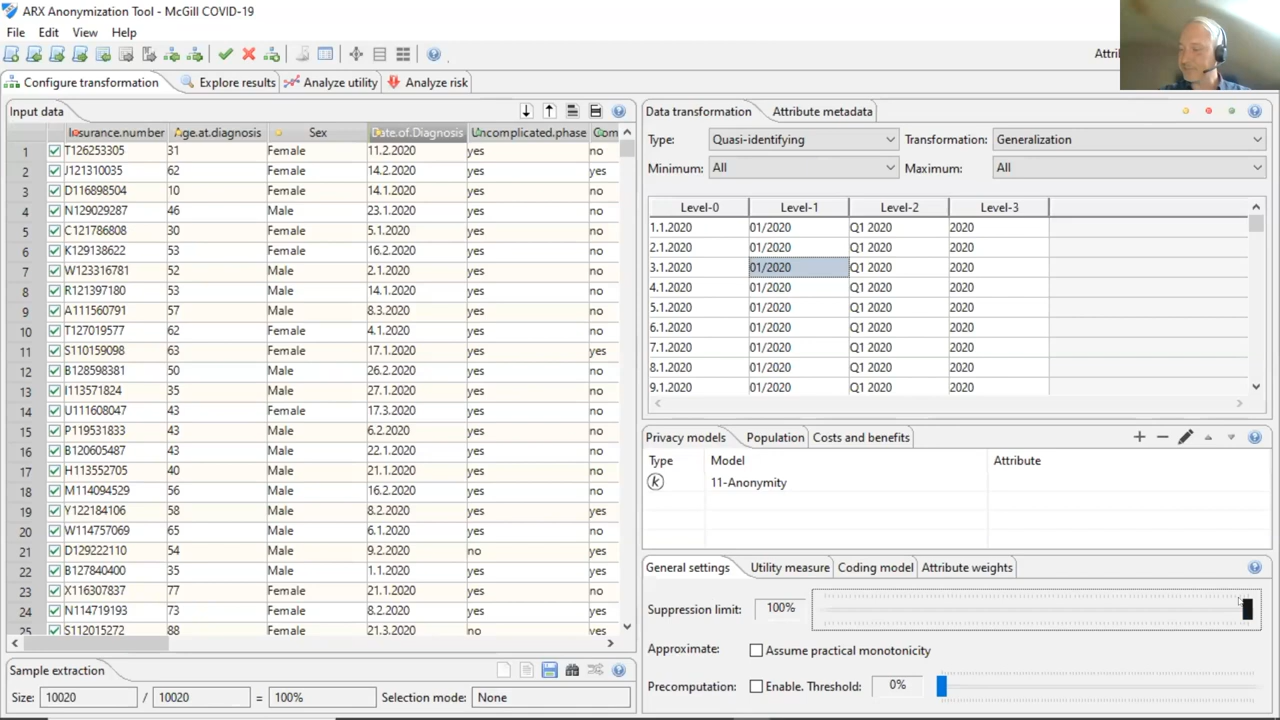 ARX Anonymization Tool - McGill COVID-19
File Edit View Help
Attri
Configure transformation Explore results Analyze utility Analyze risk
Input data
Insurance.number Age.at.diagnosis Sex Date.of.Diagnosis Uncomplicated.phase Com
1 T126253305 31 Female 11.2.2020 yes no
2 J121310035 62 Female 14.2.2020 yes yes
3 D116898504 10 Female 14.1.2020 yes no
4 N129029287 46 Male 23.1.2020 yes no
5 C121786808 30 Female 5.1.2020 yes no
6 K129138622 53 Female 16.2.2020 yes no
7 W123316781 52 Male 2.1.2020 yes no
8 R121397180 53 Male 14.1.2020 yes no
9 A111560791 57 Male 8.3.2020 yes no
10 T127019577 62 Female 4.1.2020 yes no
11 S110159098 63 Female 17.1.2020 yes yes
12 B128598381 50 Male 26.2.2020 yes no
13 I113571824 35 Male 27.1.2020 yes no
14 U111608047 43 Female 17.3.2020 yes no
15 P119531833 43 Male 6.2.2020 yes no
16 B120605487 43 Male 22.1.2020 yes no
17 H113552705 40 Male 21.1.2020 yes no
18 M114094529 56 Male 16.2.2020 yes no
19 Y122184106 58 Male 8.2.2020 yes yes
20 W114757069 65 Male 6.1.2020 yes no
21 D129222110 54 Male 9.2.2020 no yes
22 B127840400 35 Male 1.1.2020 yes yes
23 X116307837 77 Female 21.1.2020 yes no
24 N114719193 73 Female 8.2.2020 yes yes
25 S112015272 88 Female 21.3.2020 no yes
Sample extraction
Size: 10020 / 10020 = 100% Selection mode: None
Data transformation Attribute metadata
Type: Quasi-identifying Transformation: Generalization
Minimum: All Maximum: All
Level-0 Level-1 Level-2 Level-3
1.1.2020 01/2020 Q1 2020 2020
2.1.2020 01/2020 Q1 2020 2020
3.1.2020 01/2020 Q1 2020 2020
4.1.2020 01/2020 Q1 2020 2020
5.1.2020 01/2020 Q1 2020 2020
6.1.2020 01/2020 Q1 2020 2020
7.1.2020 01/2020 Q1 2020 2020
8.1.2020 01/2020 Q1 2020 2020
9.1.2020 01/2020 Q1 2020 2020
Privacy models Population Costs and benefits
Type Model Attribute
k 11-Anonymity
General settings Utility measure Coding model Attribute weights
Suppression limit: 100%
Approximate: Assume practical monotonicity
Precomputation: Enable. Threshold: 0%